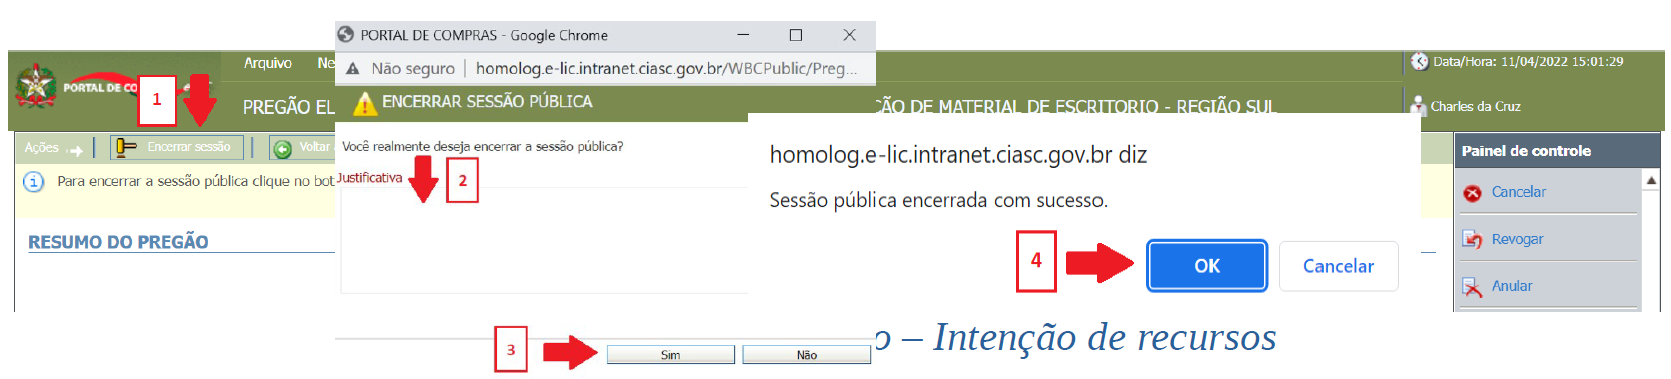 PORTAL DE COMPRAS - Google Chrome
Não seguro | homolog.e-lic.intranet.ciasc.gov.br/WBCPublic/Preg...
Arquivo
Data/Hora: 11/04/2022 15:01:29
PORTAL DE CO
1
ENCERRAR SESSÃO PÚBLICA
PREGÃO EL
ÇÃO DE MATERIAL DE ESCRITORIO - REGIÃO SUL
Charles da Cruz
Ações
Encerrar sessão
Voltar
Você realmente deseja encerrar a sessão pública?
homolog.e-lic.intranet.ciasc.gov.br diz
Painel de controle
Para encerrar a sessão pública clique no bot
Justificativa
2
Sessão pública encerrada com sucesso.
Cancelar
RESUMO DO PREGÃO
Revogar
4
OK
Cancelar
Anular
o – Intenção de recursos
3
Sim
Não